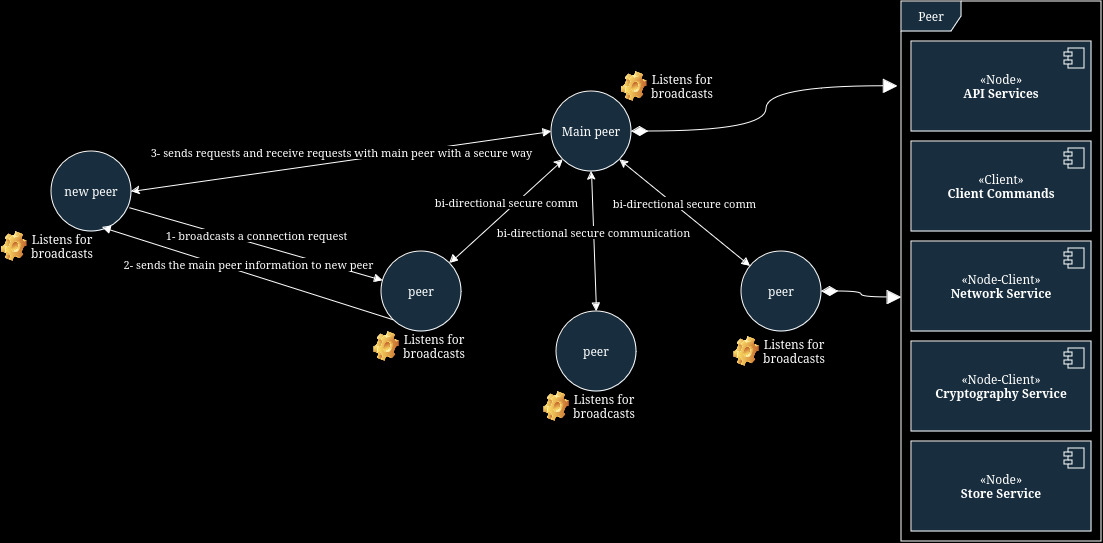 Peer
Listens for
broadcasts
«Node»
API Services
Main peer
3- sends requests and receive requests with main peer with a secure way
new peer
«Client»
Client Commands
bi-directional secure comm
bi-directional secure comm
1- broadcasts a connection request
bi-directional secure communication
Listens for
broadcasts
2- sends the main peer information to new peer
«Node-Client»
Network Service
peer
peer
Listens for
broadcasts
peer
Listens for
broadcasts
«Node-Client»
Cryptography Service
Listens for
broadcasts
«Node»
Store Service